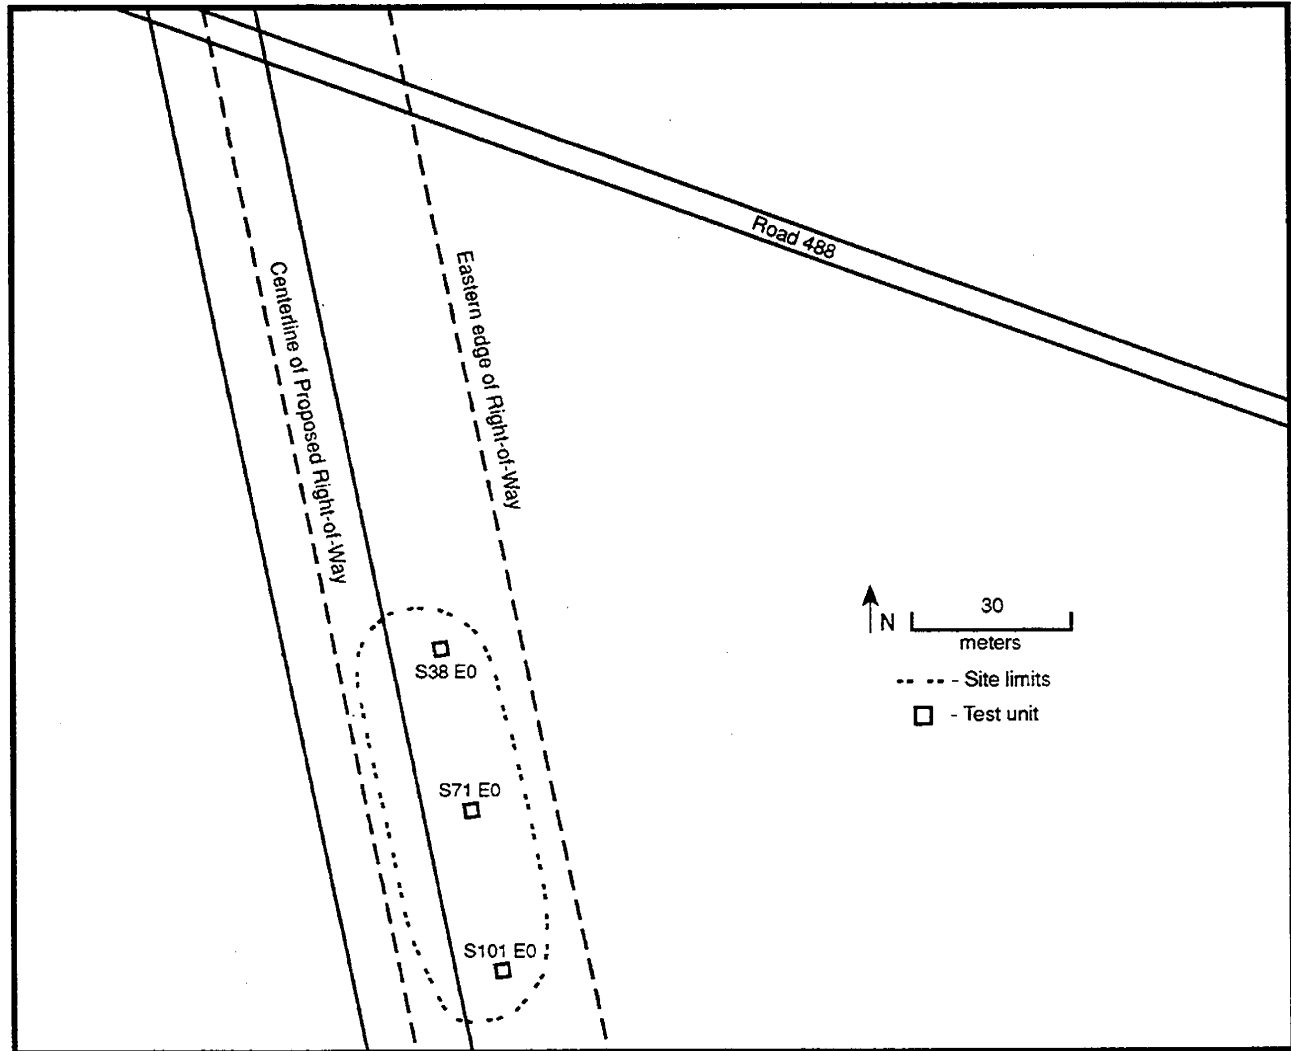 Road 488
Centerline of Proposed Right-of-Way
Eastern edge of Right-of-Way
30
N
meters
- Site limits
- Test unit
S38 E0
S71 E0
S101 E0